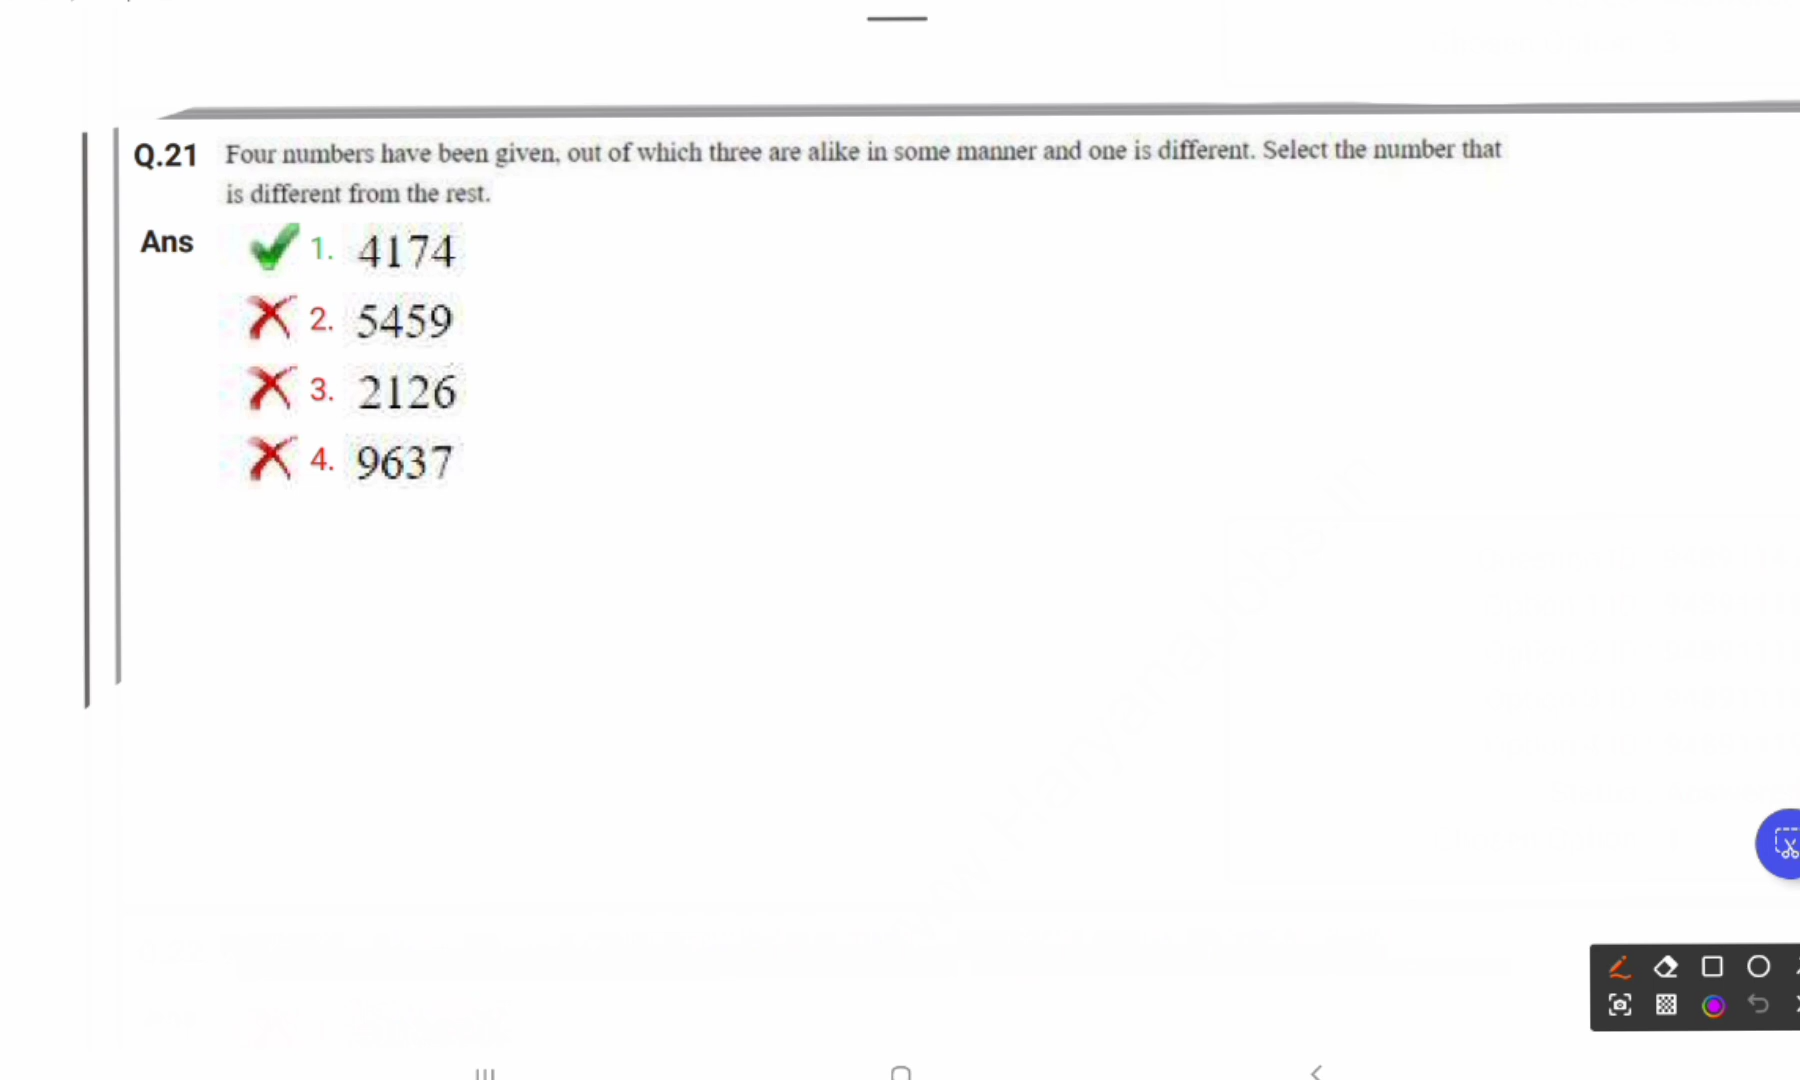 Q.21 Four numbers have been given, out of which three are alike in some manner and one is different. Select the number that
is different from the rest.
Ans 1. 4174
2. 5459
3. 2126
4. 9637